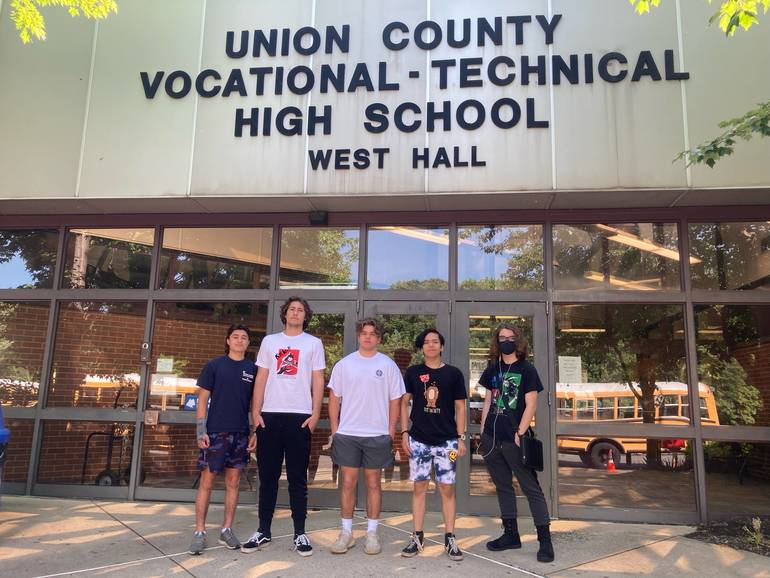 UNION COUNTY
VOCATIONAL-TECHNICAL
HIGH SCHOOL
WEST HALL